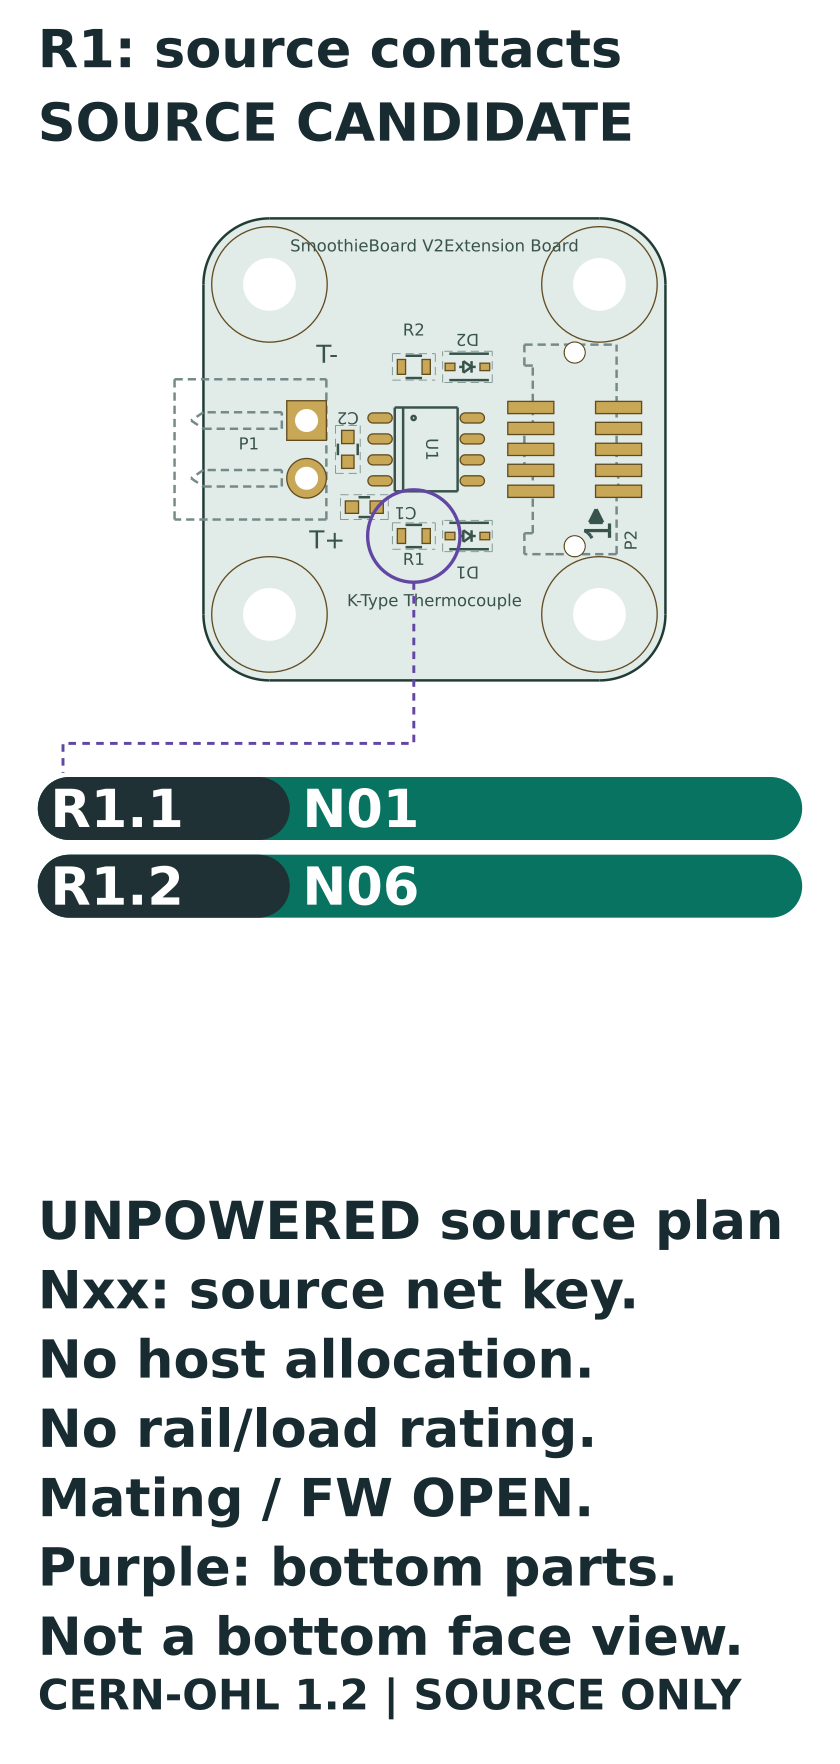 R1: source contacts
SOURCE CANDIDATE
SmoothieBoard V2Extension Board
R2
D2
T-
C2
P1
U1
C1
T+
1
P2
R1
D1
K-Type Thermocouple
R1.1 N01
R1.2 N06
UNPOWERED source plan
Nxx: source net key.
No host allocation.
No rail/load rating.
Mating / FW OPEN.
Purple: bottom parts.
Not a bottom face view.
CERN-OHL 1.2 | SOURCE ONLY